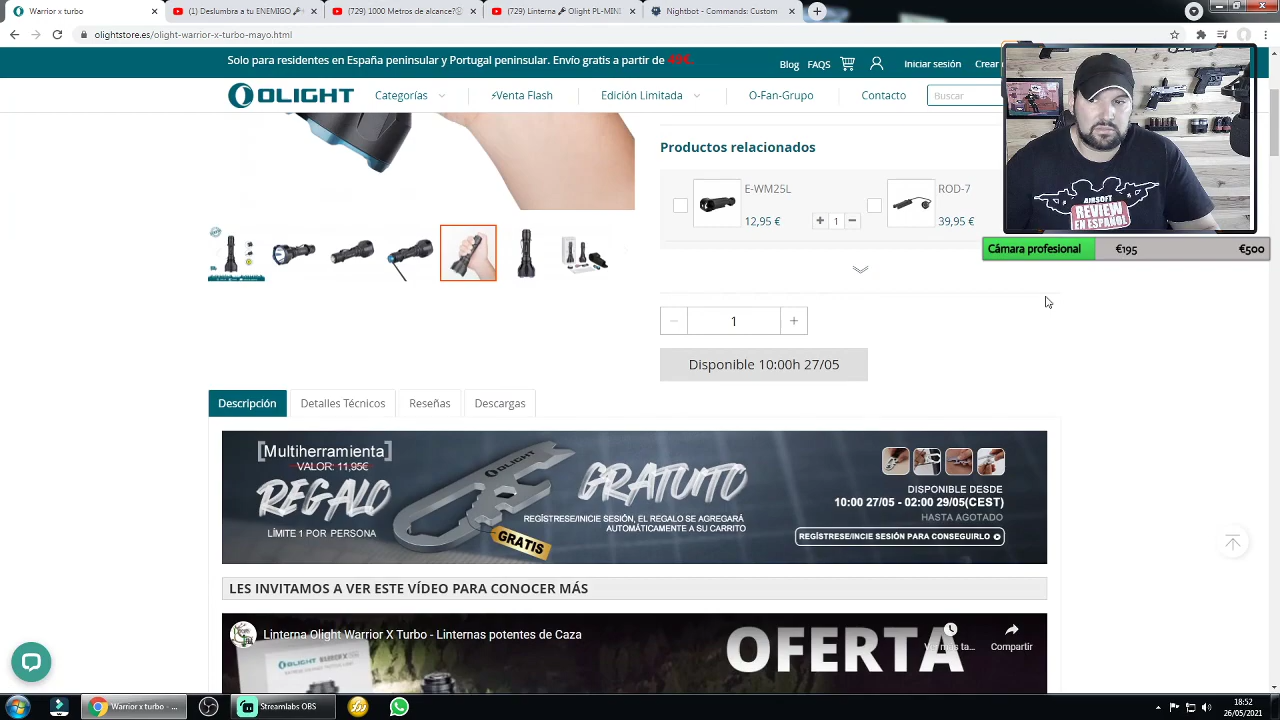 Warrior x turbo
(1) Deslumbra a tu ENEMIGO
(729) 1000 Metros de alcance?
(729) Linterna Olight PL-MINI
Nightbot - Commands: Custom
olightstore.es/olight-warrior-x-turbo-mayo.html
Solo para residentes en España peninsular y Portugal peninsular. Envío gratis a partir de 49€.
Blog FAQS Iniciar sesión Crear
OLIGHT
Categorías
⚡Venta Flash
Edición Limitada
O-Fan-Grupo
Contacto
Buscar
Productos relacionados
E-WM25L
12,95 €
+ 1 −
ROD-7
39,95 €
AIRSOFT
REVIEW
EN ESPAÑOL
Cámara profesional €195 €500
− 1 +
Disponible 10:00h 27/05
Descripción
Detalles Técnicos
Reseñas
Descargas
[Multiherramienta]
VALOR: 11,95€
REGALO
LÍMITE 1 POR PERSONA
OLIGHT
GRATIS
GRATUITO
REGÍSTRESE/INICIE SESIÓN, EL REGALO SE AGREGARÁ
AUTOMÁTICAMENTE A SU CARRITO
DISPONIBLE DESDE
10:00 27/05 - 02:00 29/05(CEST)
HASTA AGOTADO
REGÍSTRESE/INCIE SESIÓN PARA CONSEGUIRLO
LES INVITAMOS A VER ESTE VÍDEO PARA CONOCER MÁS
Linterna Olight Warrior X Turbo - Linternas potentes de Caza
OFERTA
Ver más ta...
Compartir
OLIGHT
Warrior x turbo - ...
Streamlabs OBS
18:52
26/05/2021